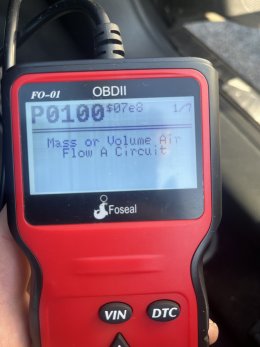 OBDII
FO-01
P0100 $07e8 1/7
Mass or Volume Air
Flow A Circuit
Foseal
VIN DTC